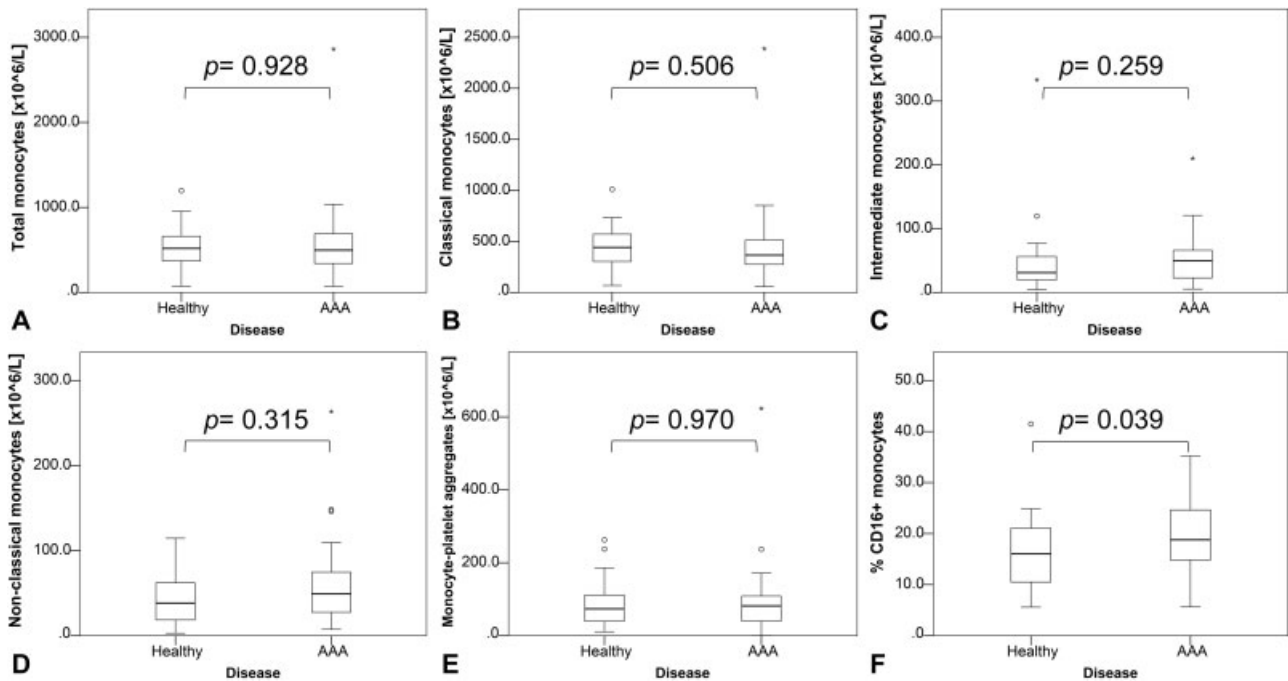 Total monocytes [x10^6/L]
3000.0
2000.0
1000.0
.0
p= 0.928
*
Healthy
AAA
Disease
A
Classical monocytes [x10^6/L]
2500.0
2000.0
1500.0
1000.0
500.0
.0
p= 0.506
*
Healthy
AAA
Disease
B
Intermediate monocytes [x10^6/L]
400.0
300.0
200.0
100.0
.0
p= 0.259
*
*
Healthy
AAA
Disease
C
Non-classical monocytes [x10^6/L]
300.0
200.0
100.0
.0
p= 0.315
*
Healthy
AAA
Disease
D
Monocyte-platelet aggregates [x10^6/L]
600.0
400.0
200.0
.0
p= 0.970
*
Healthy
AAA
Disease
E
% CD16+ monocytes
50.0
40.0
30.0
20.0
10.0
.0
p= 0.039
Healthy
AAA
Disease
F